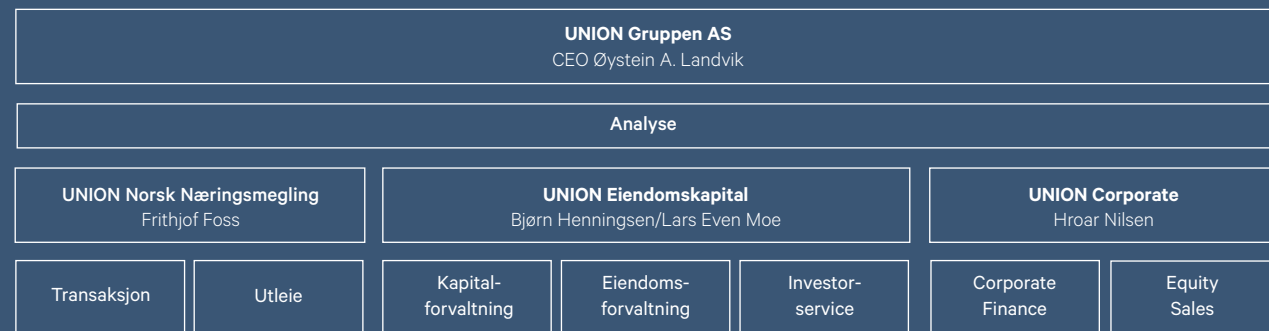 UNION Gruppen AS
CEO Øystein A. Landvik
Analyse
UNION Norsk Næringsmegling
Frithjof Foss
UNION Eiendomskapital
Bjørn Henningsen/Lars Even Moe
UNION Corporate
Hroar Nilsen
Transaksjon
Utleie
Kapital-
forvaltning
Eiendoms-
forvaltning
Investor-
service
Corporate
Finance
Equity
Sales